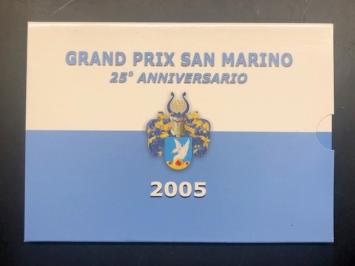 GRAND PRIX SAN MARINO
25° ANNIVERSARIO
2005